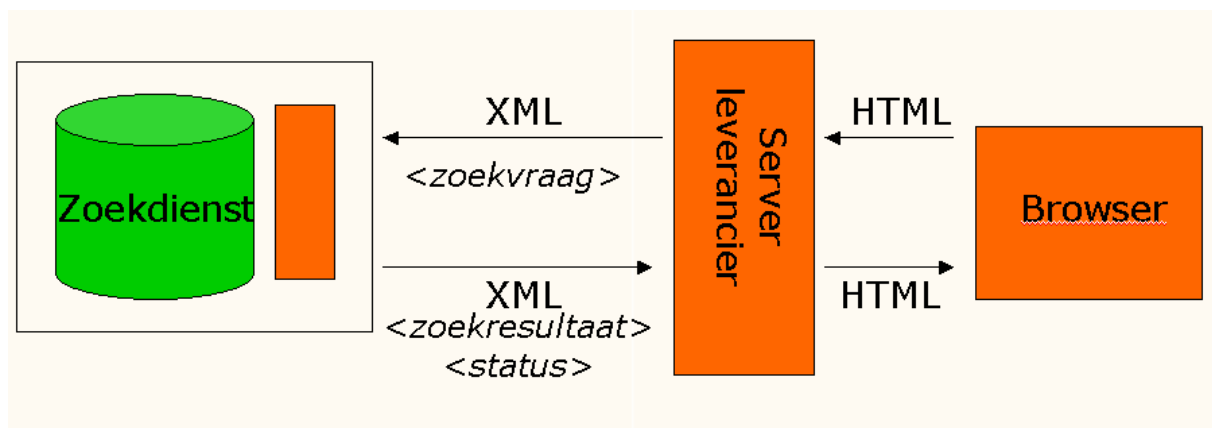 Zoekdienst
XML
<zoekvraag>
XML
<zoekresultaat>
<status>
Server
leverancier
HTML
HTML
Browser